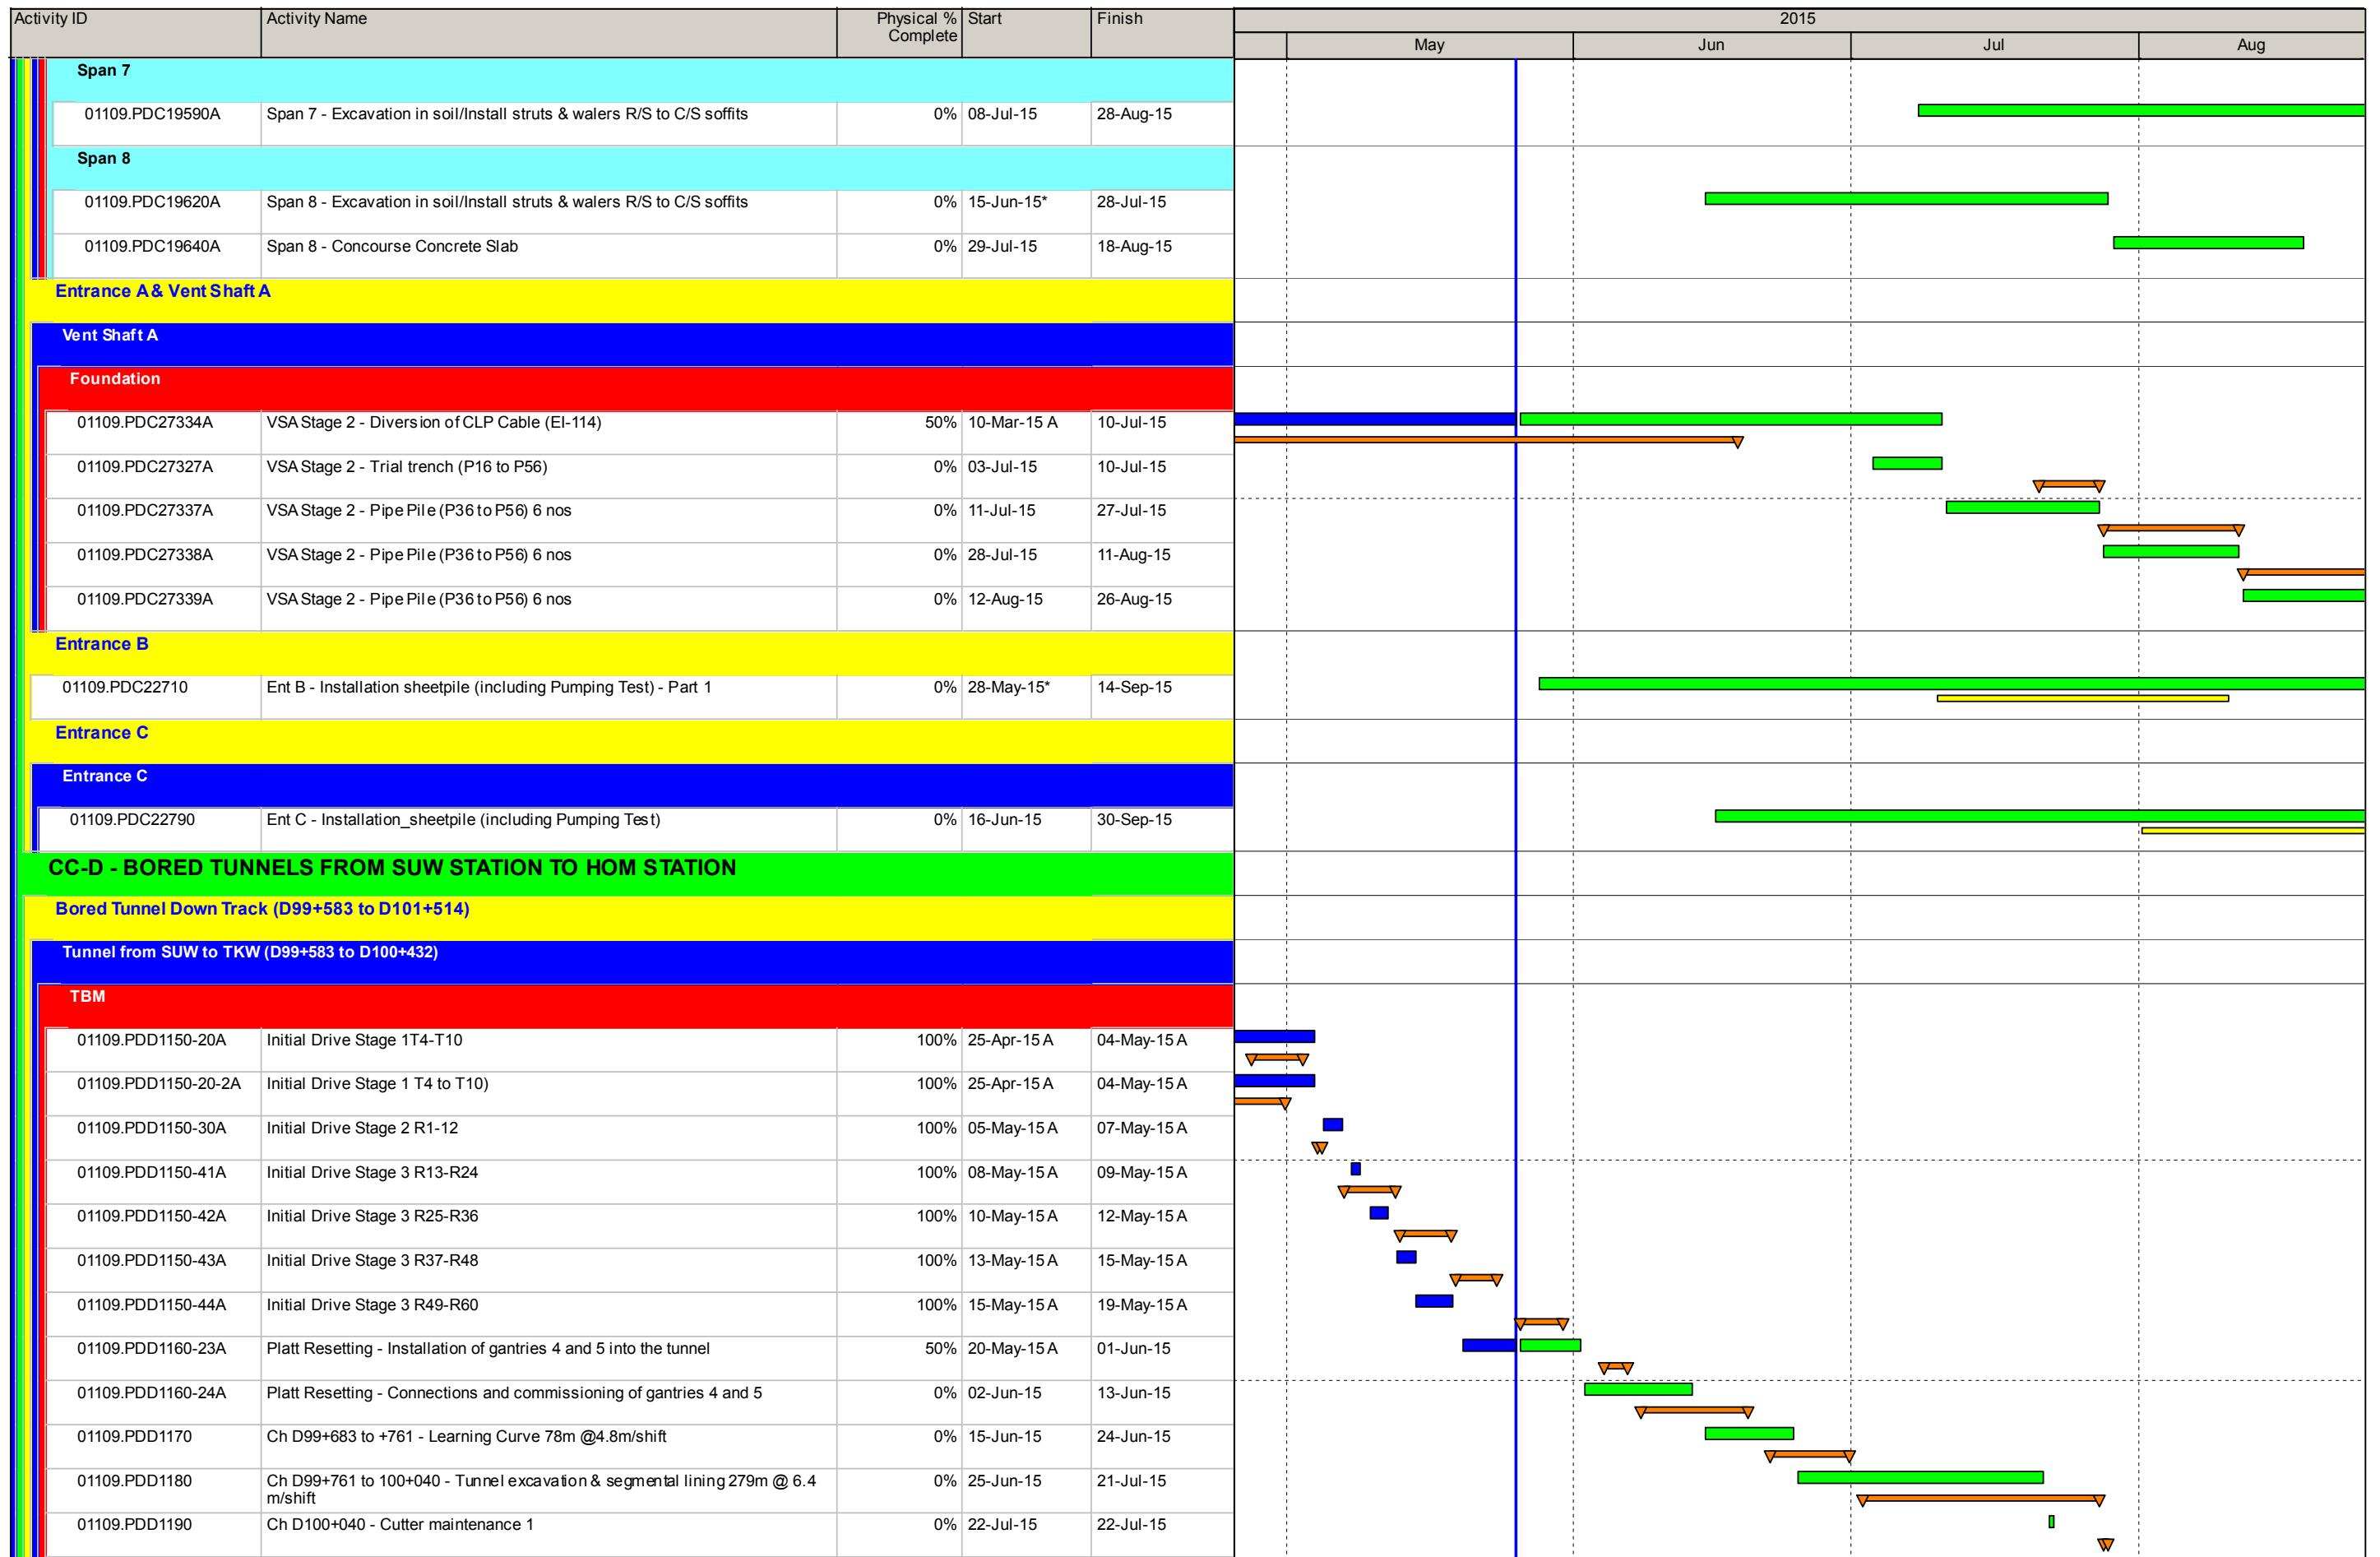 Activity ID Activity Name Physical % Complete Start Finish 2015
May Jun Jul Aug
Span 7
01109.PDC19590A Span 7 - Excavation in soil/Install struts & walers R/S to C/S soffits 0% 08-Jul-15 28-Aug-15
Span 8
01109.PDC19620A Span 8 - Excavation in soil/Install struts & walers R/S to C/S soffits 0% 15-Jun-15* 28-Jul-15
01109.PDC19640A Span 8 - Concourse Concrete Slab 0% 29-Jul-15 18-Aug-15
Entrance A & Vent Shaft A
Vent Shaft A
Foundation
01109.PDC27334A VSA Stage 2 - Diversion of CLP Cable (EI-114) 50% 10-Mar-15 A 10-Jul-15
01109.PDC27327A VSA Stage 2 - Trial trench (P16 to P56) 0% 03-Jul-15 10-Jul-15
01109.PDC27337A VSA Stage 2 - Pipe Pile (P36 to P56) 6 nos 0% 11-Jul-15 27-Jul-15
01109.PDC27338A VSA Stage 2 - Pipe Pile (P36 to P56) 6 nos 0% 28-Jul-15 11-Aug-15
01109.PDC27339A VSA Stage 2 - Pipe Pile (P36 to P56) 6 nos 0% 12-Aug-15 26-Aug-15
Entrance B
01109.PDC22710 Ent B - Installation sheetpile (including Pumping Test) - Part 1 0% 28-May-15* 14-Sep-15
Entrance C
Entrance C
01109.PDC22790 Ent C - Installation_sheetpile (including Pumping Test) 0% 16-Jun-15 30-Sep-15
CC-D - BORED TUNNELS FROM SUW STATION TO HOM STATION
Bored Tunnel Down Track (D99+583 to D101+514)
Tunnel from SUW to TKW (D99+583 to D100+432)
TBM
01109.PDD1150-20A Initial Drive Stage 1T4-T10 100% 25-Apr-15 A 04-May-15 A
01109.PDD1150-20-2A Initial Drive Stage 1 T4 to T10) 100% 25-Apr-15 A 04-May-15 A
01109.PDD1150-30A Initial Drive Stage 2 R1-12 100% 05-May-15 A 07-May-15 A
01109.PDD1150-41A Initial Drive Stage 3 R13-R24 100% 08-May-15 A 09-May-15 A
01109.PDD1150-42A Initial Drive Stage 3 R25-R36 100% 10-May-15 A 12-May-15 A
01109.PDD1150-43A Initial Drive Stage 3 R37-R48 100% 13-May-15 A 15-May-15 A
01109.PDD1150-44A Initial Drive Stage 3 R49-R60 100% 15-May-15 A 19-May-15 A
01109.PDD1160-23A Platt Resetting - Installation of gantries 4 and 5 into the tunnel 50% 20-May-15 A 01-Jun-15
01109.PDD1160-24A Platt Resetting - Connections and commissioning of gantries 4 and 5 0% 02-Jun-15 13-Jun-15
01109.PDD1170 Ch D99+683 to +761 - Learning Curve 78m @4.8m/shift 0% 15-Jun-15 24-Jun-15
01109.PDD1180 Ch D99+761 to 100+040 - Tunnel excavation & segmental lining 279m @ 6.4 0% 25-Jun-15 21-Jul-15
m/shift
01109.PDD1190 Ch D100+040 - Cutter maintenance 1 0% 22-Jul-15 22-Jul-15